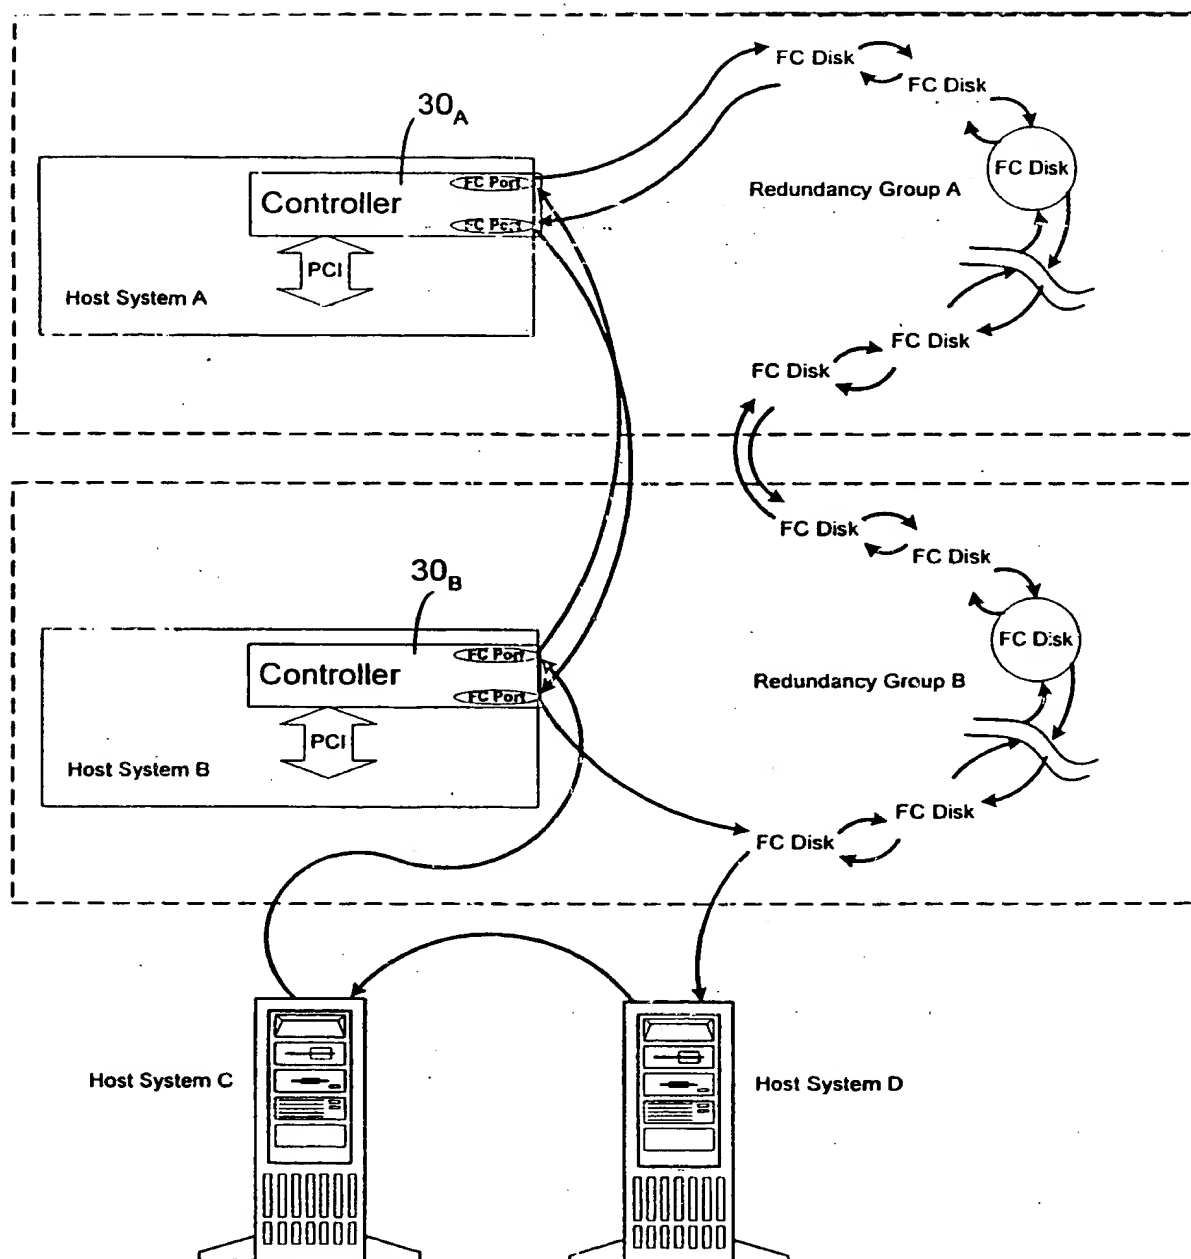 FC Disk
FC Disk
30A
FC Disk
FC Port
Redundancy Group A
Controller
FC Port
PCI
Host System A
FC Disk
FC Disk
FC Disk
FC Disk
30B
FC Disk
FC Port
Controller
Redundancy Group B
FC Port
PCI
Host System B
FC Disk
FC Disk
Host System C
Host System D